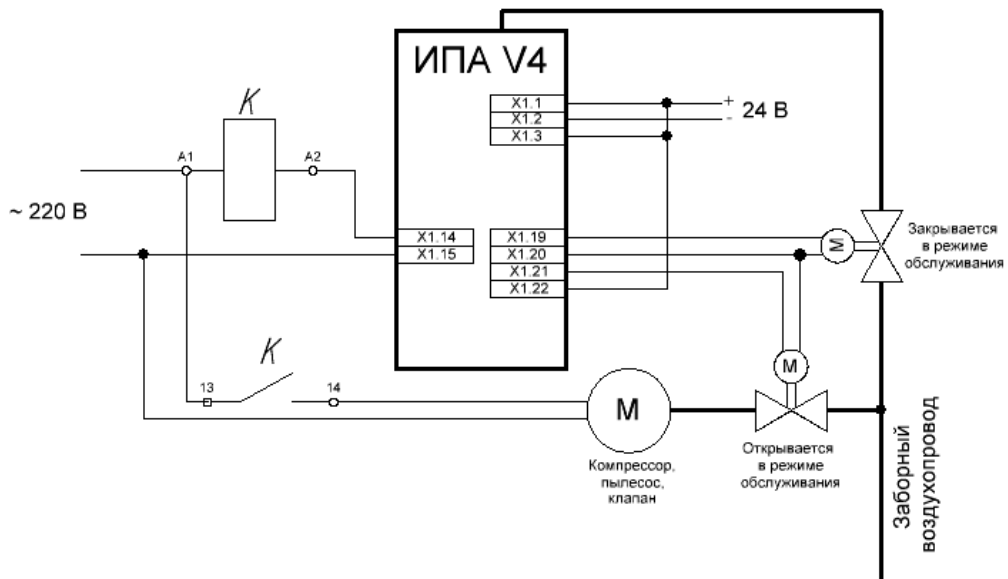 ИПА V4
X1.1
X1.2
X1.3
+
-
24 В
К
A1
A2
~ 220 В
X1.14
X1.15
X1.19
X1.20
X1.21
X1.22
М
Закрывается
в режиме
обслуживания
М
К
13
14
М
Компрессор,
пылесос,
клапан
Открывается
в режиме
обслуживания
Заборный
воздухопровод